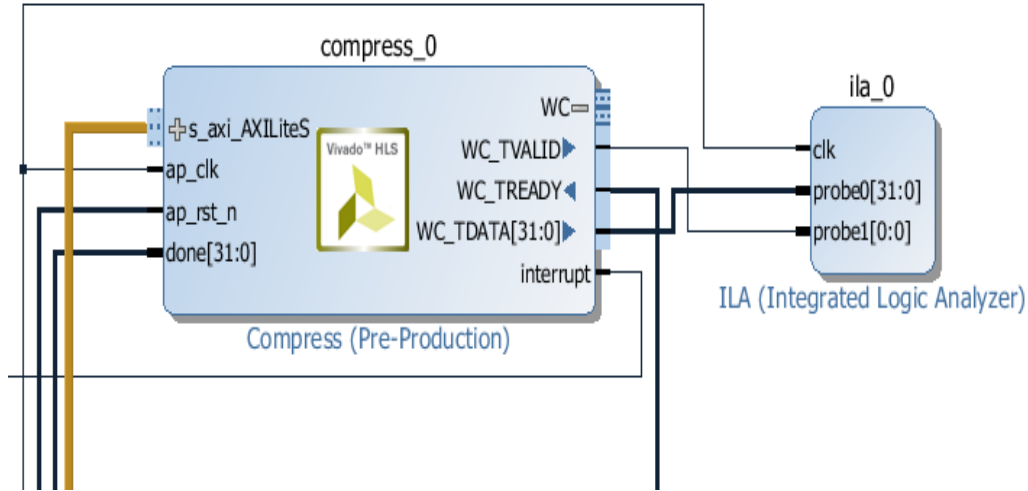 compress_0
s_axi_AXILiteS
ap_clk
ap_rst_n
done[31:0]
Vivado™ HLS
WC
WC_TVALID
WC_TREADY
WC_TDATA[31:0]
interrupt
Compress (Pre-Production)
ila_0
clk
probe0[31:0]
probe1[0:0]
ILA (Integrated Logic Analyzer)